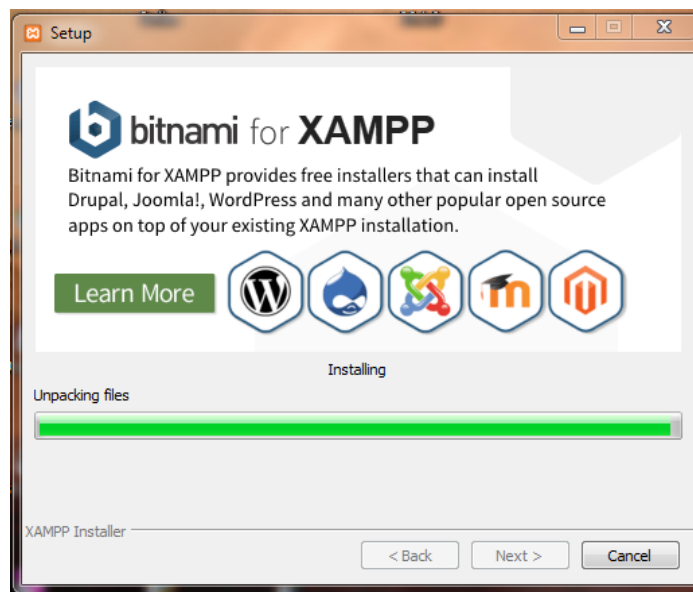 Setup
bitnami for XAMPP
Bitnami for XAMPP provides free installers that can install
Drupal, Joomla!, WordPress and many other popular open source
apps on top of your existing XAMPP installation.
Learn More
Installing
Unpacking files
XAMPP Installer
< Back Next > Cancel